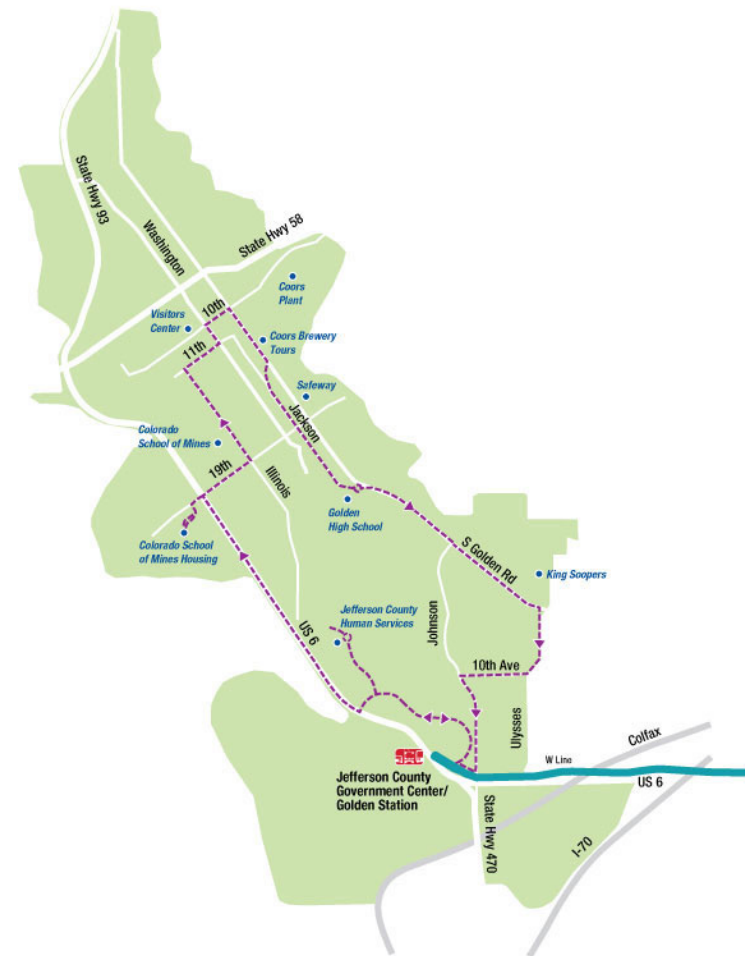 State Hwy 93
Washington
State Hwy 58
Coors
Plant
10th
Visitors
Center
Coors Brewery
Tours
11th
Safeway
Jackson
Colorado
School of Mines
19th
Illinois
Golden
High School
Colorado School
of Mines Housing
S Golden Rd
King Soopers
Jefferson County
Human Services
Johnson
US 6
10th Ave
Ulysses
Colfax
W Line
US 6
Jefferson County
Government Center/
Golden Station
State Hwy 470
I-70